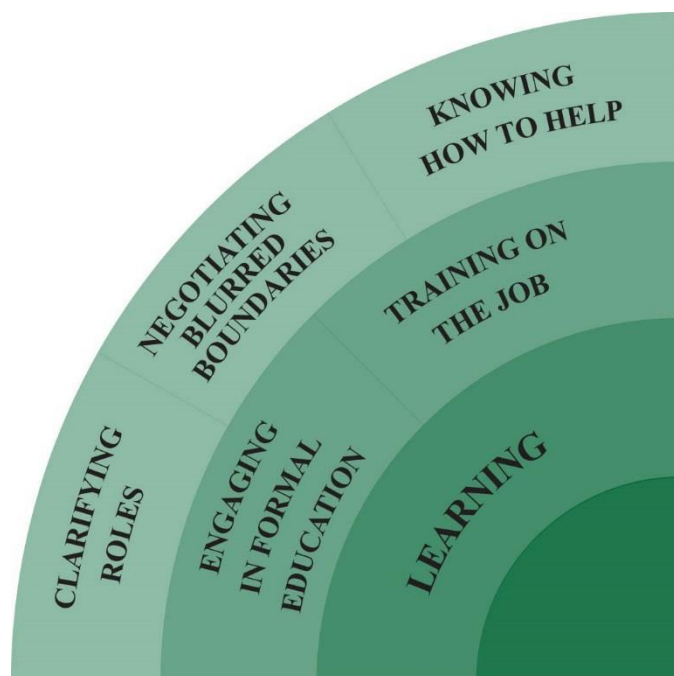 KNOWING
HOW TO HELP
NEGOTIATING
BLURRED
BOUNDARIES
CLARIFYING
ROLES
TRAINING ON
THE JOB
ENGAGING
IN FORMAL
EDUCATION
LEARNING